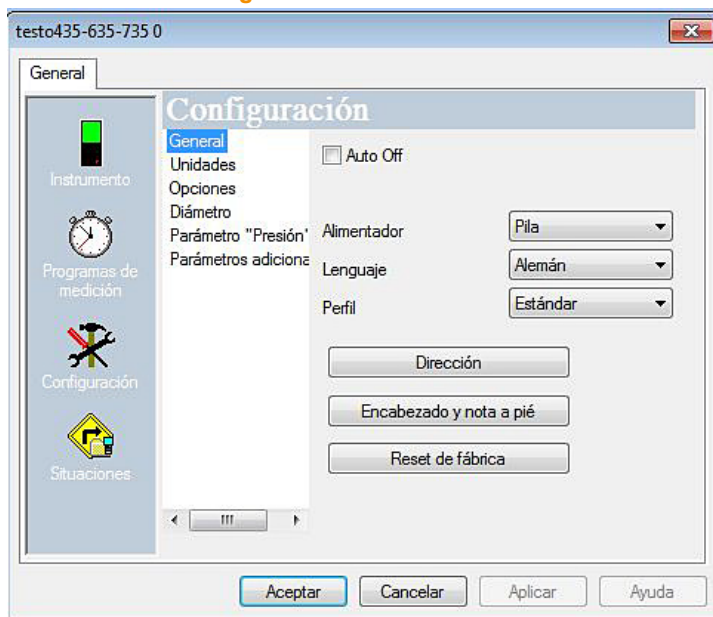 testo435-635-735 0
General
Configuración
Instrumento
Programas de
medición
Configuración
Situaciones
General
Unidades
Opciones
Diámetro
Parámetro "Presión"
Parámetros adiciona
Auto Off
Alimentador
Pila
Lenguaje
Alemán
Perfil
Estándar
Dirección
Encabezado y nota a pié
Reset de fábrica
Aceptar
Cancelar
Aplicar
Ayuda